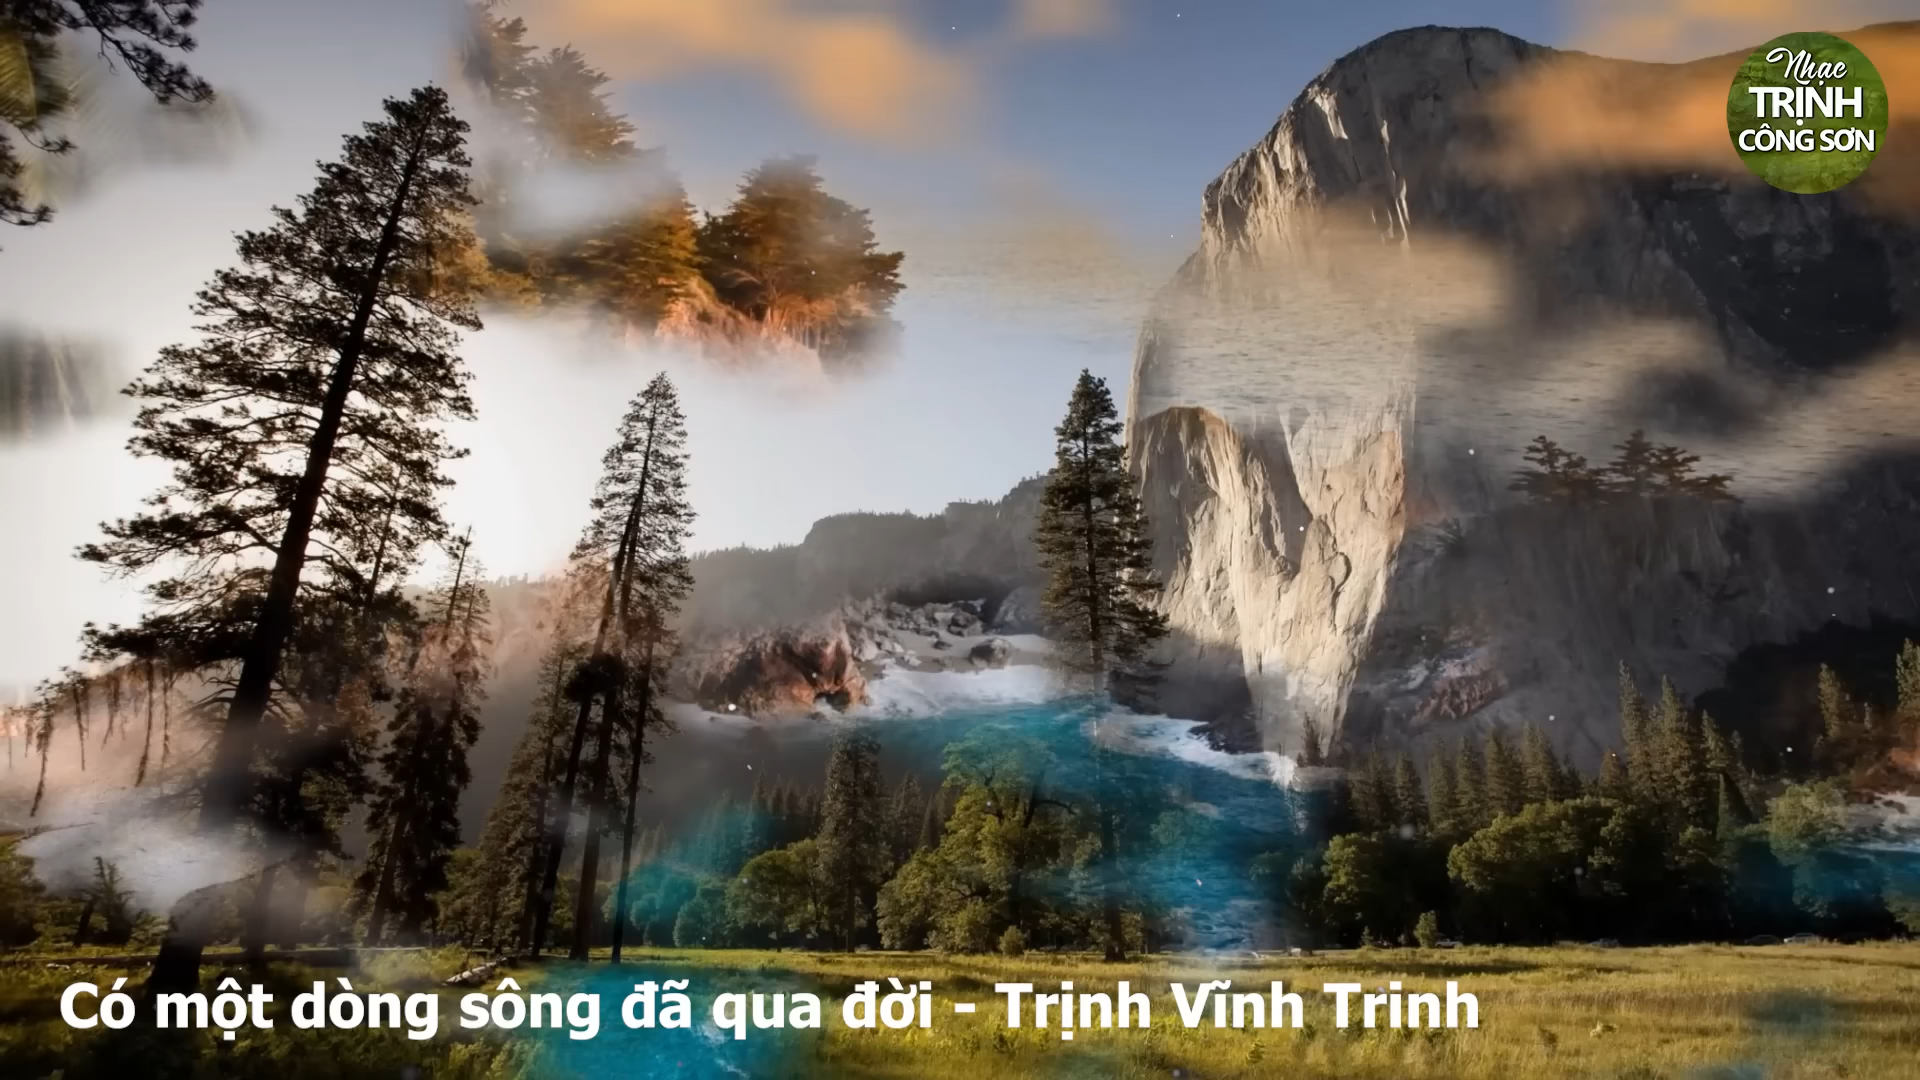 Nhạc
TRỊNH
CÔNG SƠN
Có một dòng sông đã qua đời - Trịnh Vĩnh Trinh